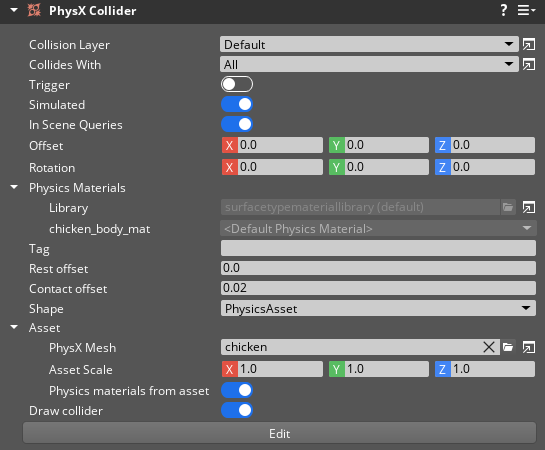 PhysX Collider ?
Collision Layer Default
Collides With All
Trigger
Simulated
In Scene Queries
Offset X 0.0 Y 0.0 Z 0.0
Rotation X 0.0 Y 0.0 Z 0.0
Physics Materials
Library surfacetypemateriallibrary (default)
chicken_body_mat <Default Physics Material>
Tag
Rest offset 0.0
Contact offset 0.02
Shape PhysicsAsset
Asset
PhysX Mesh chicken
Asset Scale X 1.0 Y 1.0 Z 1.0
Physics materials from asset
Draw collider
Edit